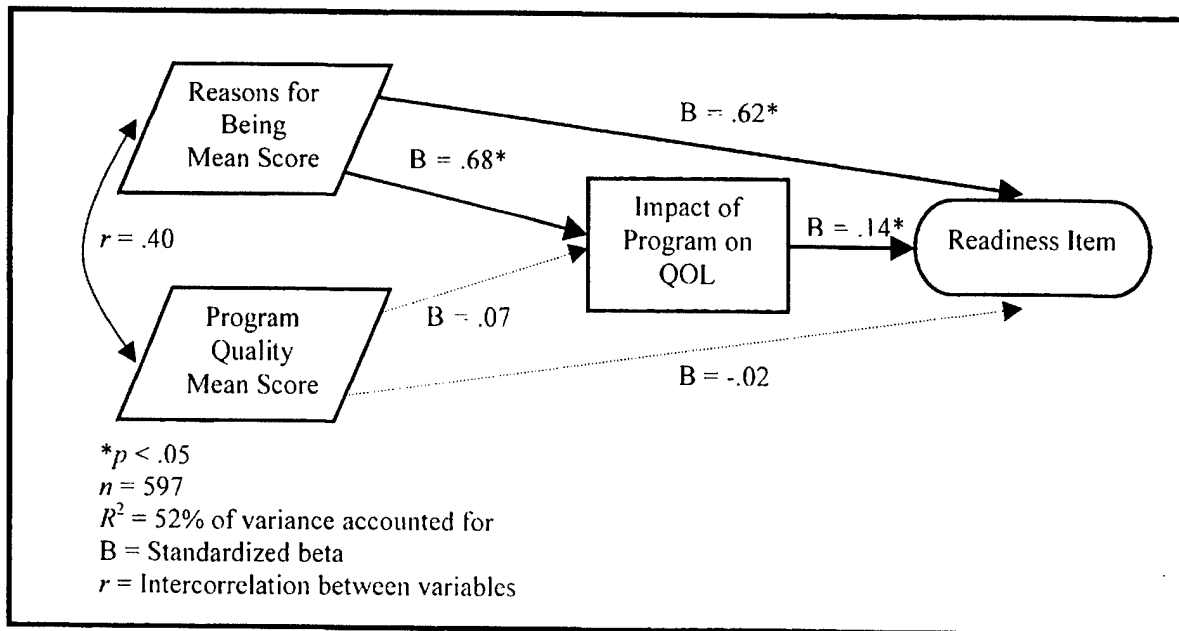 Reasons for
Being
Mean Score
B = .62*
B = .68*
r = .40
Impact of
Program on
QOL
B = .14*
Readiness Item
Program
Quality
Mean Score
B = .07
B = -.02
*p < .05
n = 597
R² = 52% of variance accounted for
B = Standardized beta
r = Intercorrelation between variables